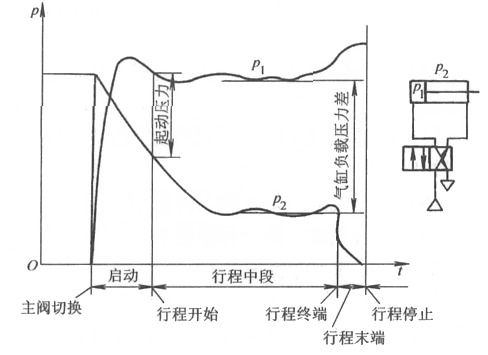 p
p₁
p₂
p₁
起动压力
气缸负载压力差
p₂
O
t
启动
行程中段
主阀切换
行程开始
行程终端
行程停止
行程末端